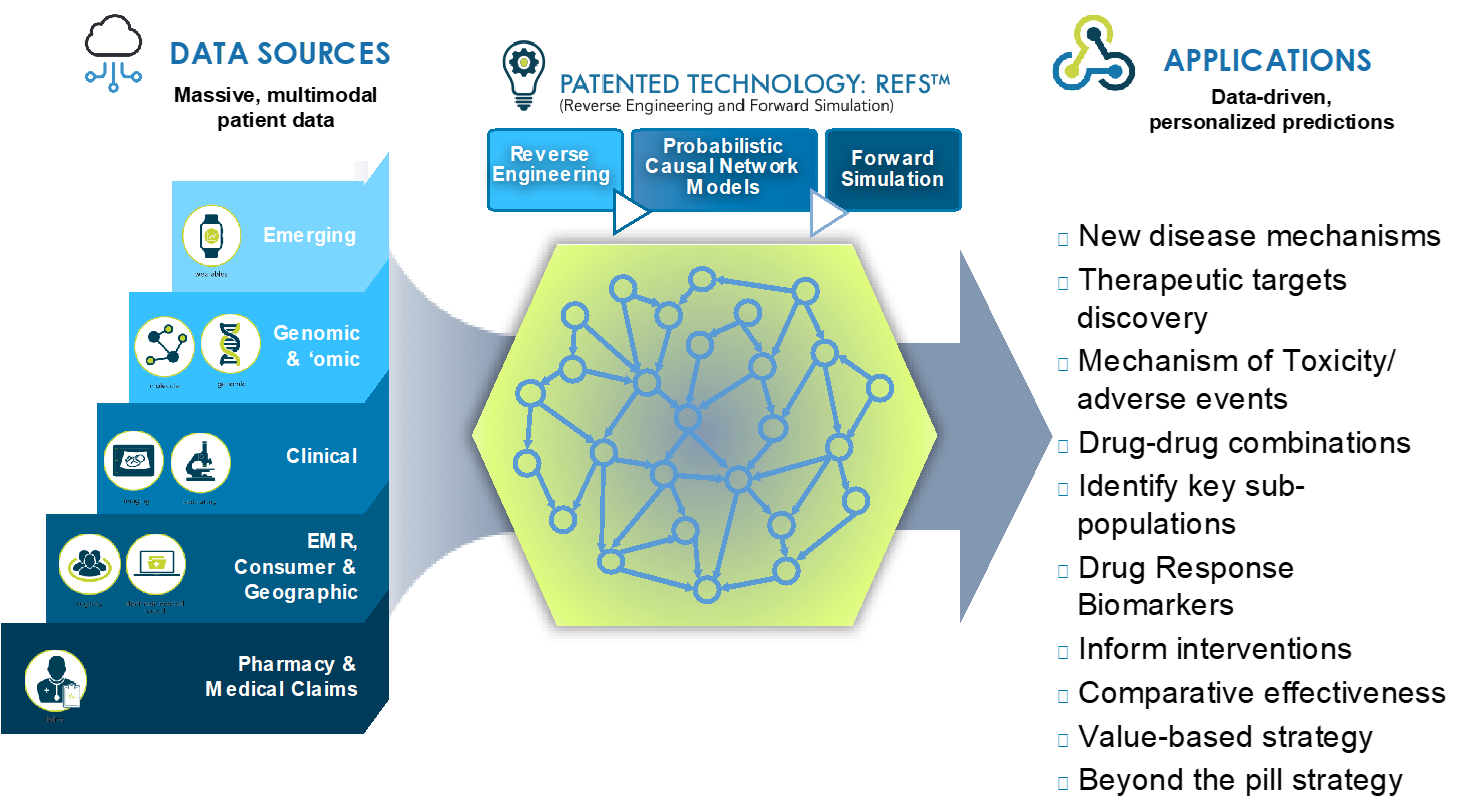 DATA SOURCES
Massive, multimodal
patient data
Emerging
wearables
Genomic
& ‘omic
molecular
genomic
Clinical
imaging
EMR,
Consumer &
Geographic
Pharmacy &
Medical Claims
PATENTED TECHNOLOGY: REFS™
(Reverse Engineering and Forward Simulation)
Reverse
Engineering
Probabilistic
Causal Network
Models
Forward
Simulation
APPLICATIONS
Data-driven,
personalized predictions
New disease mechanisms
Therapeutic targets
discovery
Mechanism of Toxicity/
adverse events
Drug-drug combinations
Identify key sub-
populations
Drug Response
Biomarkers
Inform interventions
Comparative effectiveness
Value-based strategy
Beyond the pill strategy